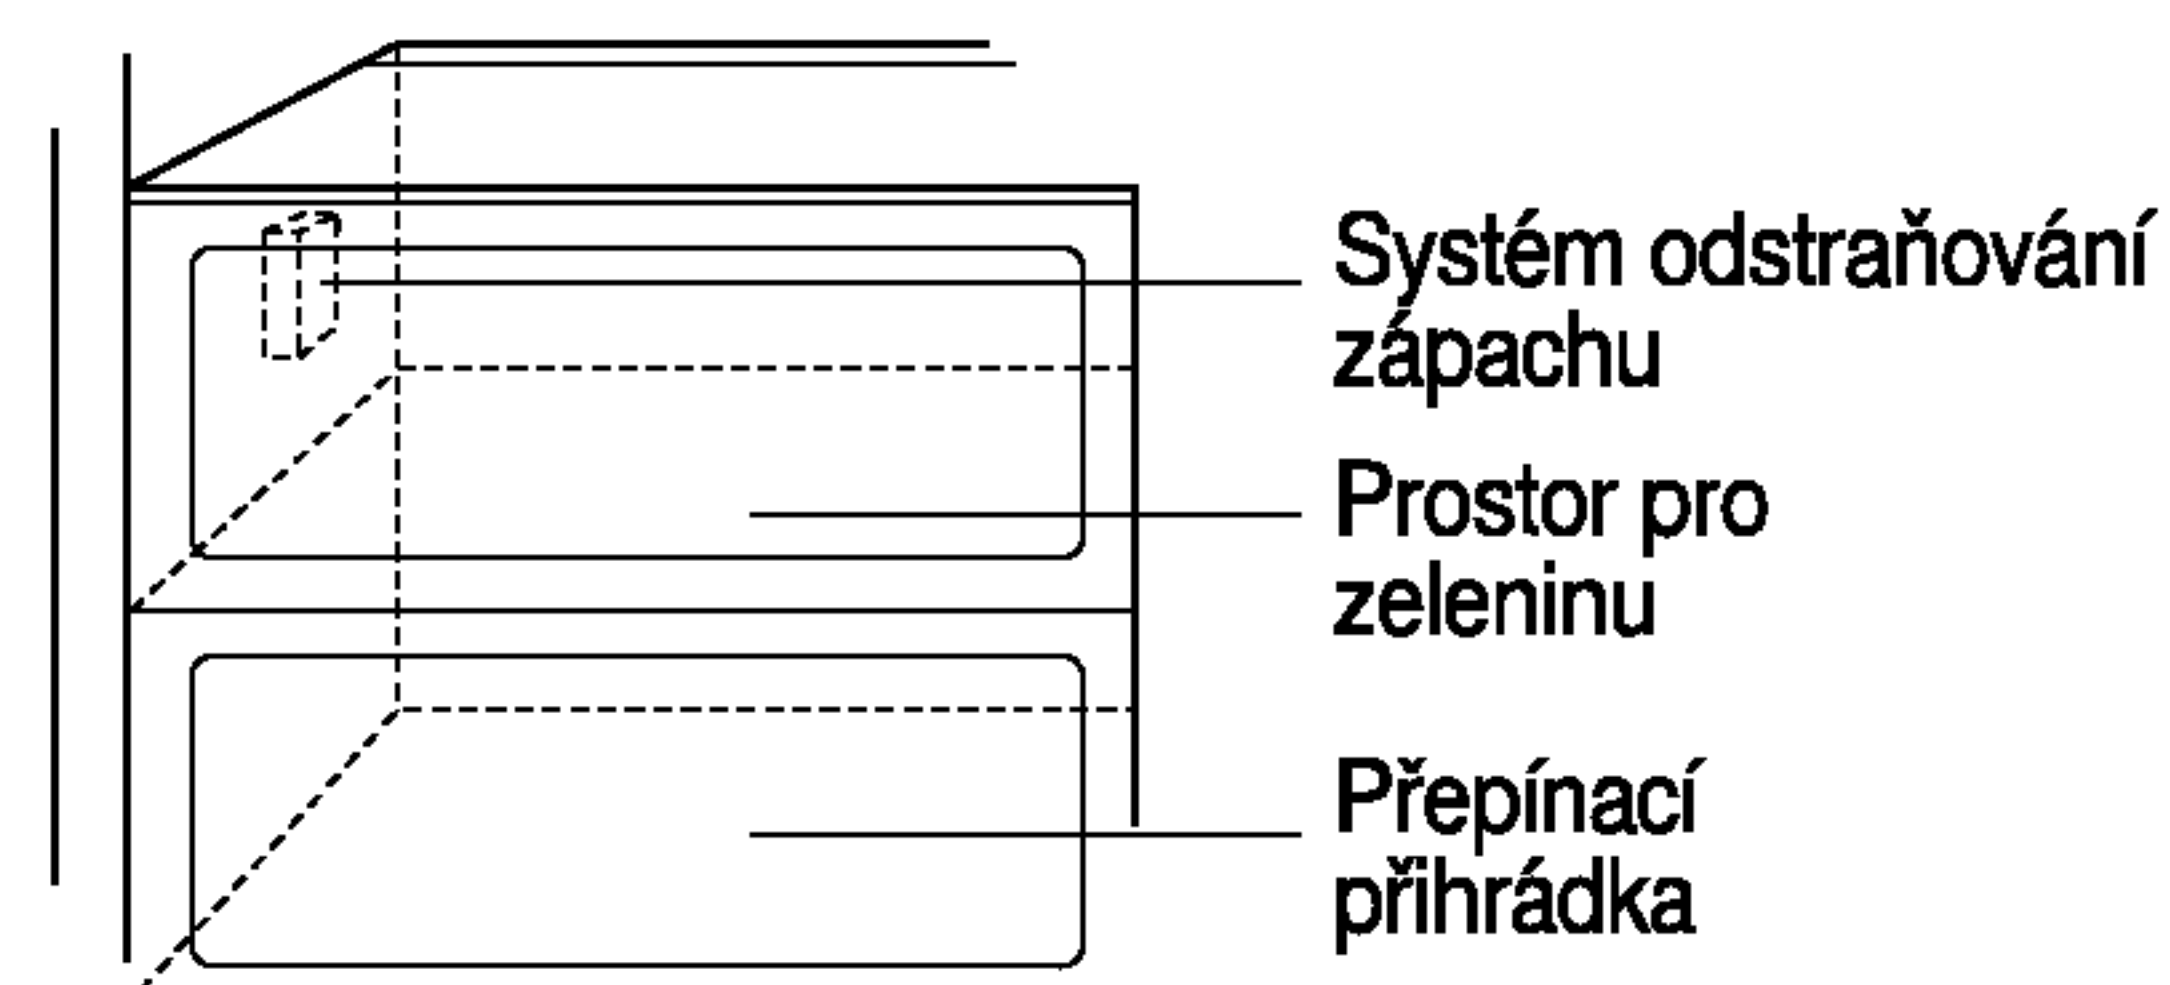 Systém odstraňování
zápachu
Prostor pro
zeleninu
Přepínací
přihrádka